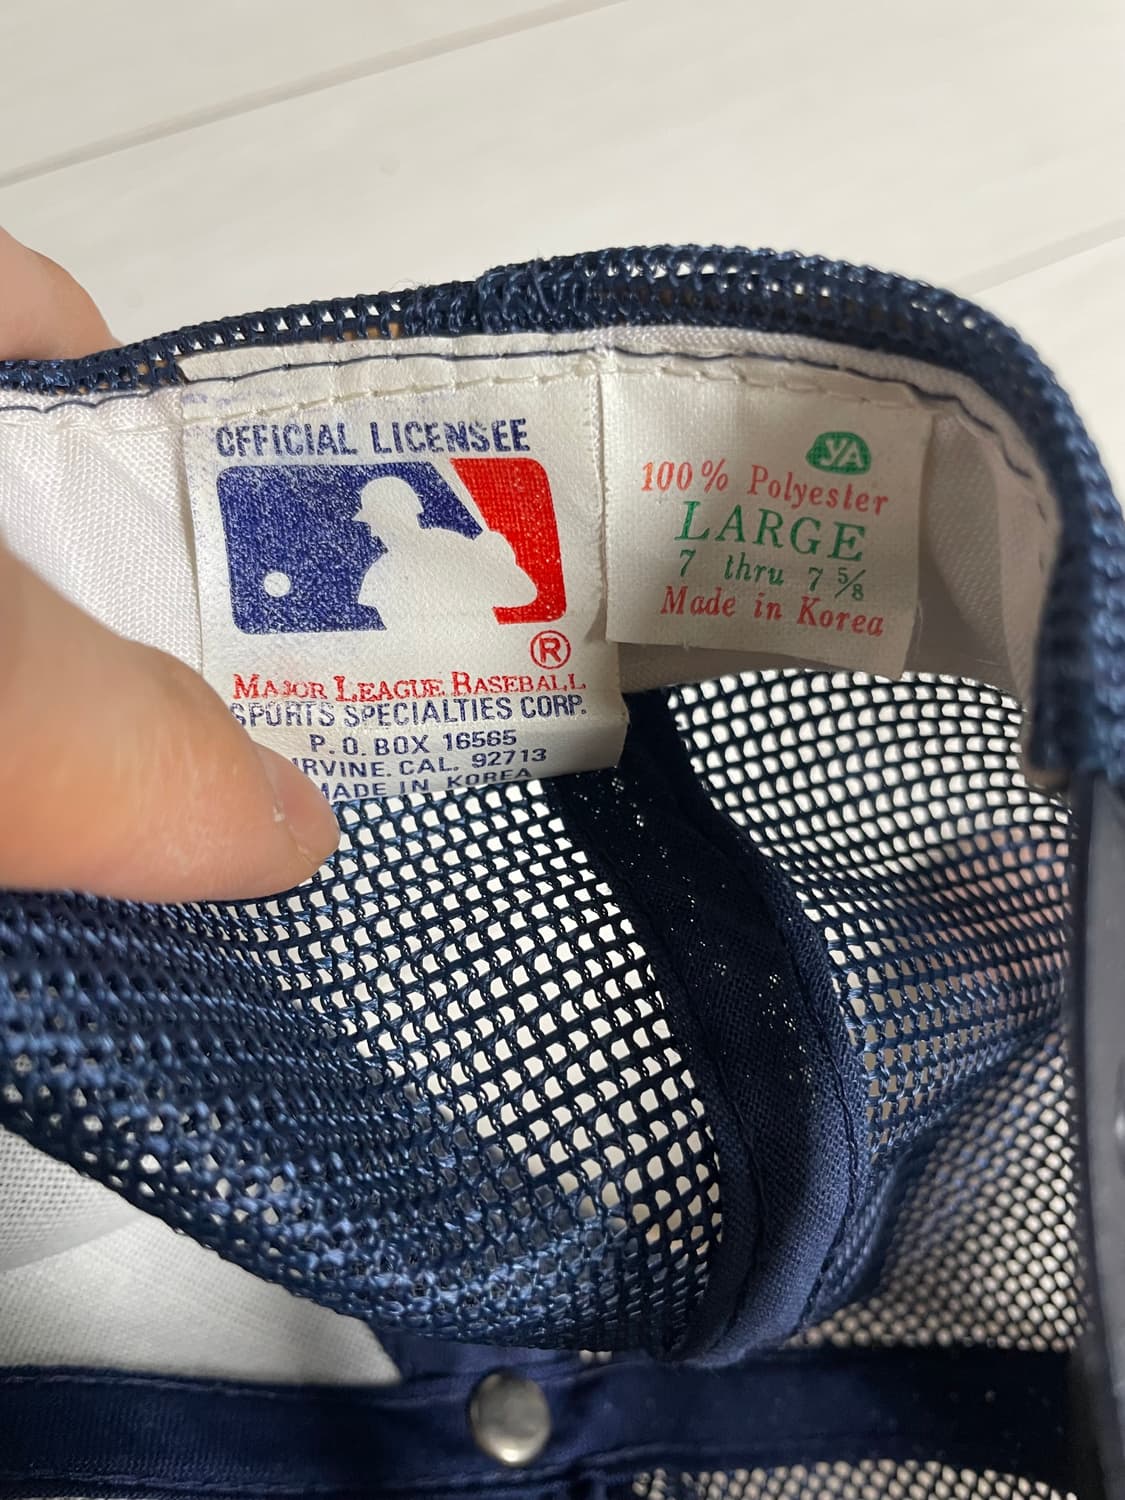 OFFICIAL LICENSEE
®
MAJOR LEAGUE BASEBALL
SPORTS SPECIALTIES CORP.
P.O. BOX 16565
IRVINE. CAL. 92713
MADE IN KOREA
YA
100% Polyester
LARGE
7 thru 7 5/8
Made in Korea